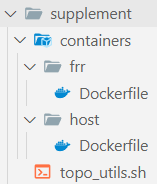 supplement
containers
frr
Dockerfile
host
Dockerfile
topo_utils.sh